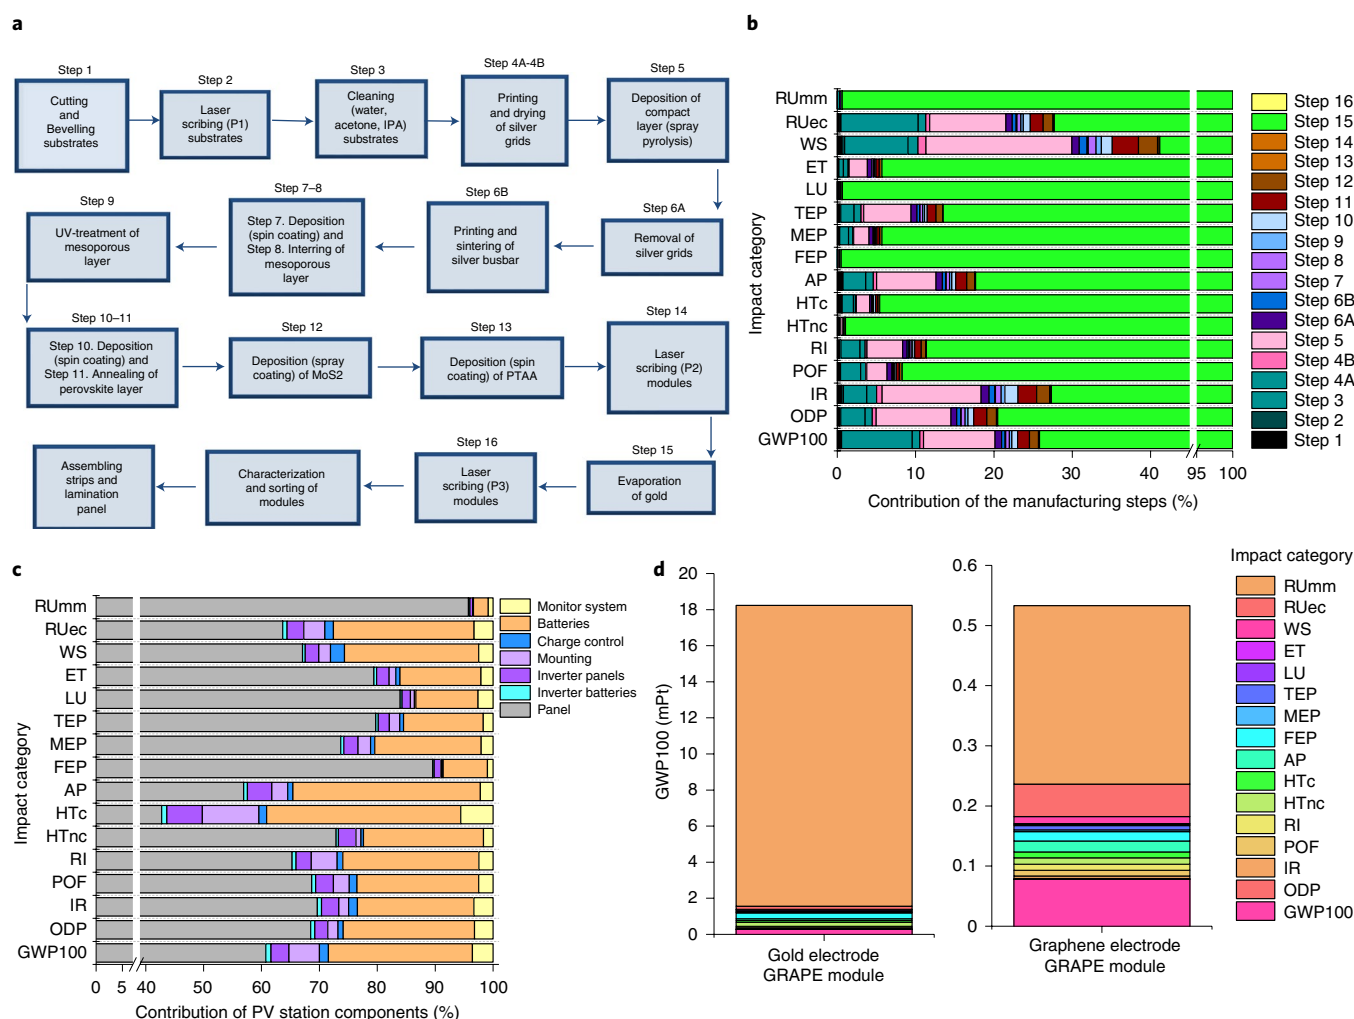 a
Step 1
Cutting
and
Bevelling
substrates
Step 2
Laser
scribing (P1)
substrates
Step 3
Cleaning
(water,
acetone, IPA)
substrates
Step 4A-4B
Printing
and drying
of silver
grids
Step 5
Deposition of
compact
layer (spray
pyrolysis)
Step 9
UV-treatment of
mesoporous
layer
Step 7–8
Step 7. Deposition
(spin coating) and
Step 8. Interring of
mesoporous
layer
Step 6B
Printing and
sintering of
silver busbar
Step 6A
Removal of
silver grids
Step 10–11
Step 10. Deposition
(spin coating) and
Step 11. Annealing of
perovskite layer
Step 12
Deposition (spray
coating) of MoS2
Step 13
Deposition (spin
coating) of PTAA
Step 14
Laser
scribing (P2)
modules
Assembling
strips and
lamination
panel
Characterization
and sorting of
modules
Step 16
Laser
scribing (P3)
modules
Step 15
Evaporation
of gold
b
Impact category
RUmm
RUec
WS
ET
LU
TEP
MEP
FEP
AP
HTc
HTnc
RI
POF
IR
ODP
GWP100
0 10 20 30 40 95 100
Contribution of the manufacturing steps (%)
Step 16
Step 15
Step 14
Step 13
Step 12
Step 11
Step 10
Step 9
Step 8
Step 7
Step 6B
Step 6A
Step 5
Step 4B
Step 4A
Step 3
Step 2
Step 1
c
Impact category
RUmm
RUec
WS
ET
LU
TEP
MEP
FEP
AP
HTc
HTnc
RI
POF
IR
ODP
GWP100
0 5 40 50 60 70 80 90 100
Contribution of PV station components (%)
Monitor system
Batteries
Charge control
Mounting
Inverter panels
Inverter batteries
Panel
d
GWP100 (mPt)
20
18
16
14
12
10
8
6
4
2
0
Gold electrode
GRAPE module
0.6
0.5
0.4
0.3
0.2
0.1
0
Graphene electrode
GRAPE module
Impact category
RUmm
RUec
WS
ET
LU
TEP
MEP
FEP
AP
HTc
HTnc
RI
POF
IR
ODP
GWP100